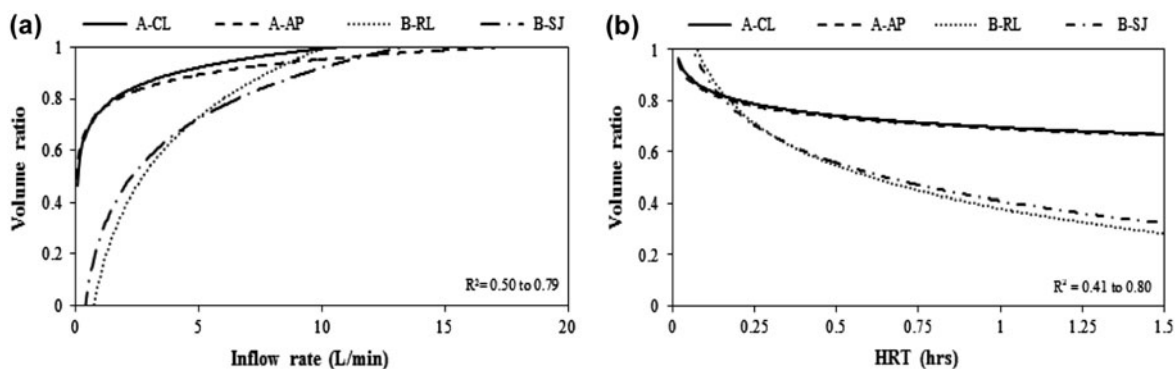 (a) A-CL A-AP B-RL B-SJ
1
0.8
0.6
0.4
0.2
0
Volume ratio
R²= 0.50 to 0.79
0 5 10 15 20
Inflow rate (L/min)
(b) A-CL A-AP B-RL B-SJ
1
0.8
0.6
0.4
0.2
0
Volume ratio
R² = 0.41 to 0.80
0 0.25 0.5 0.75 1 1.25 1.5
HRT (hrs)